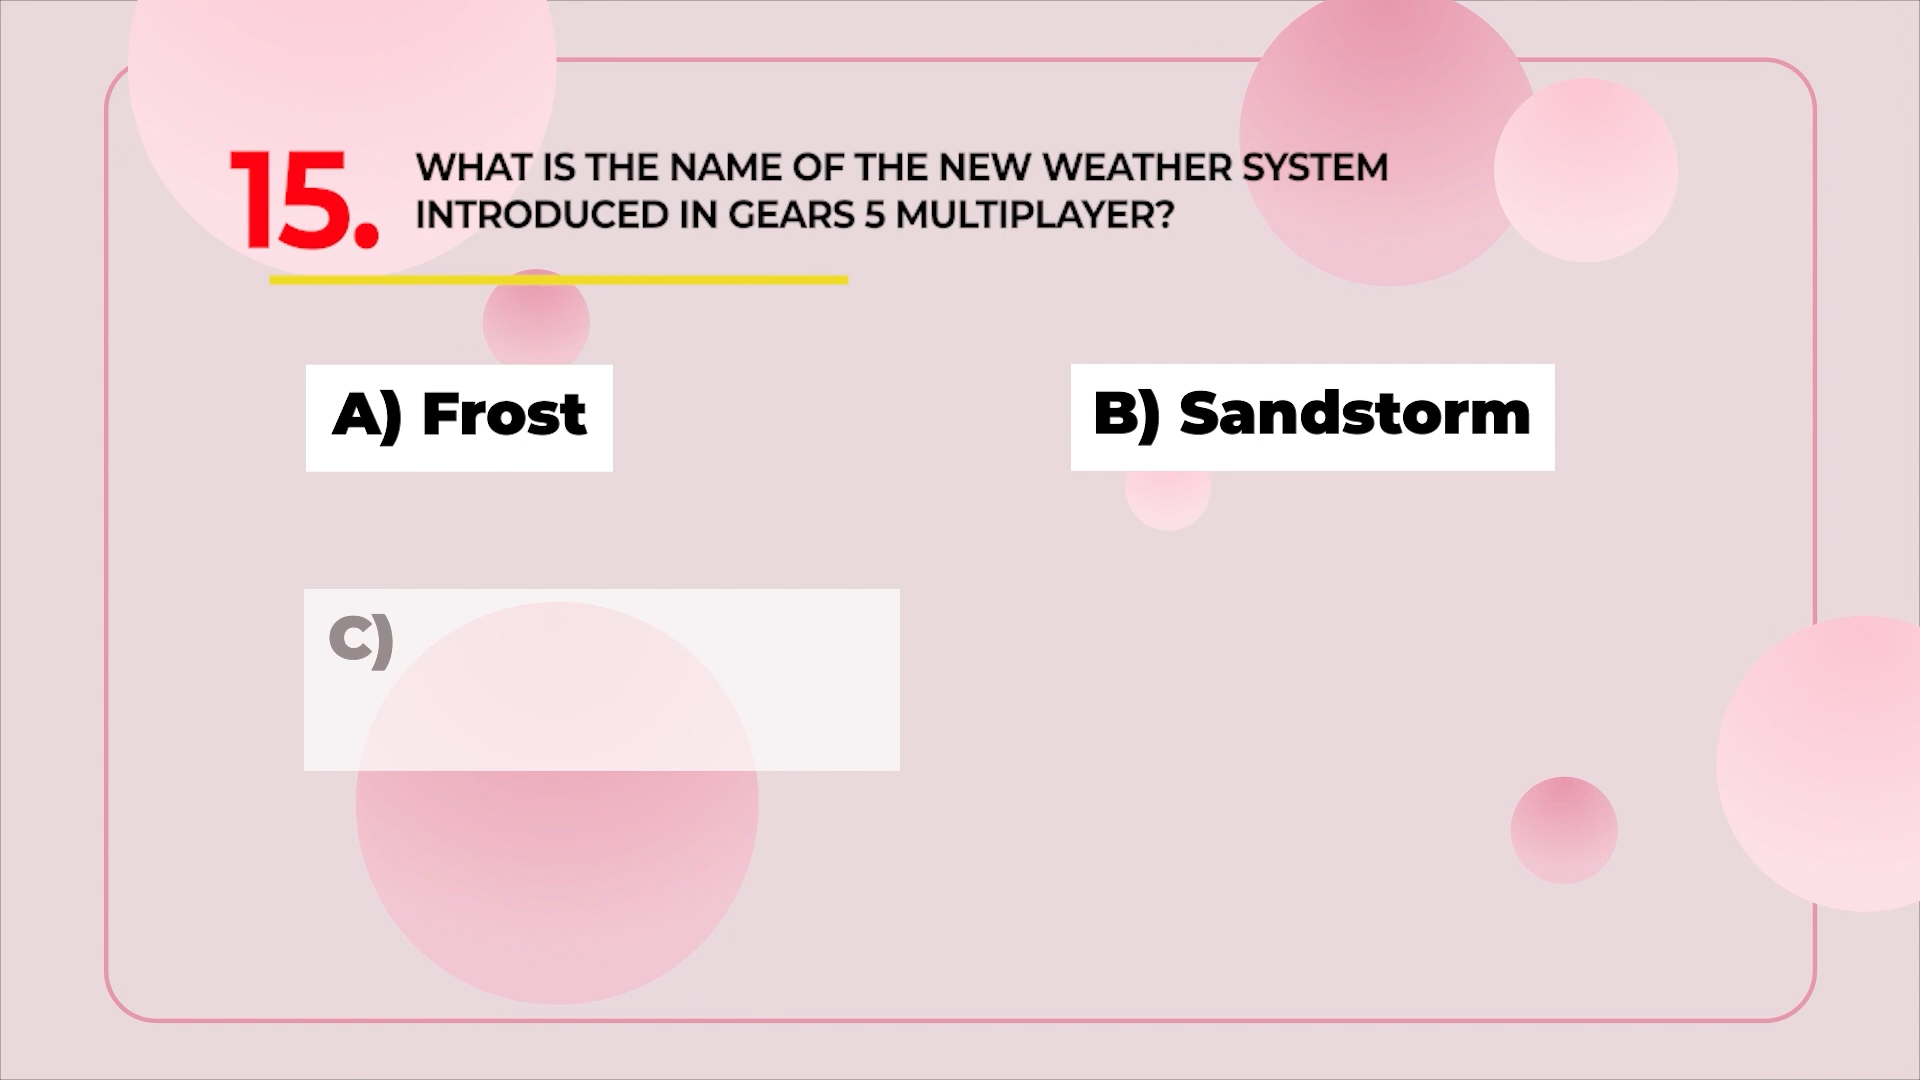 15.
WHAT IS THE NAME OF THE NEW WEATHER SYSTEM
INTRODUCED IN GEARS 5 MULTIPLAYER?
A) Frost
B) Sandstorm
C)